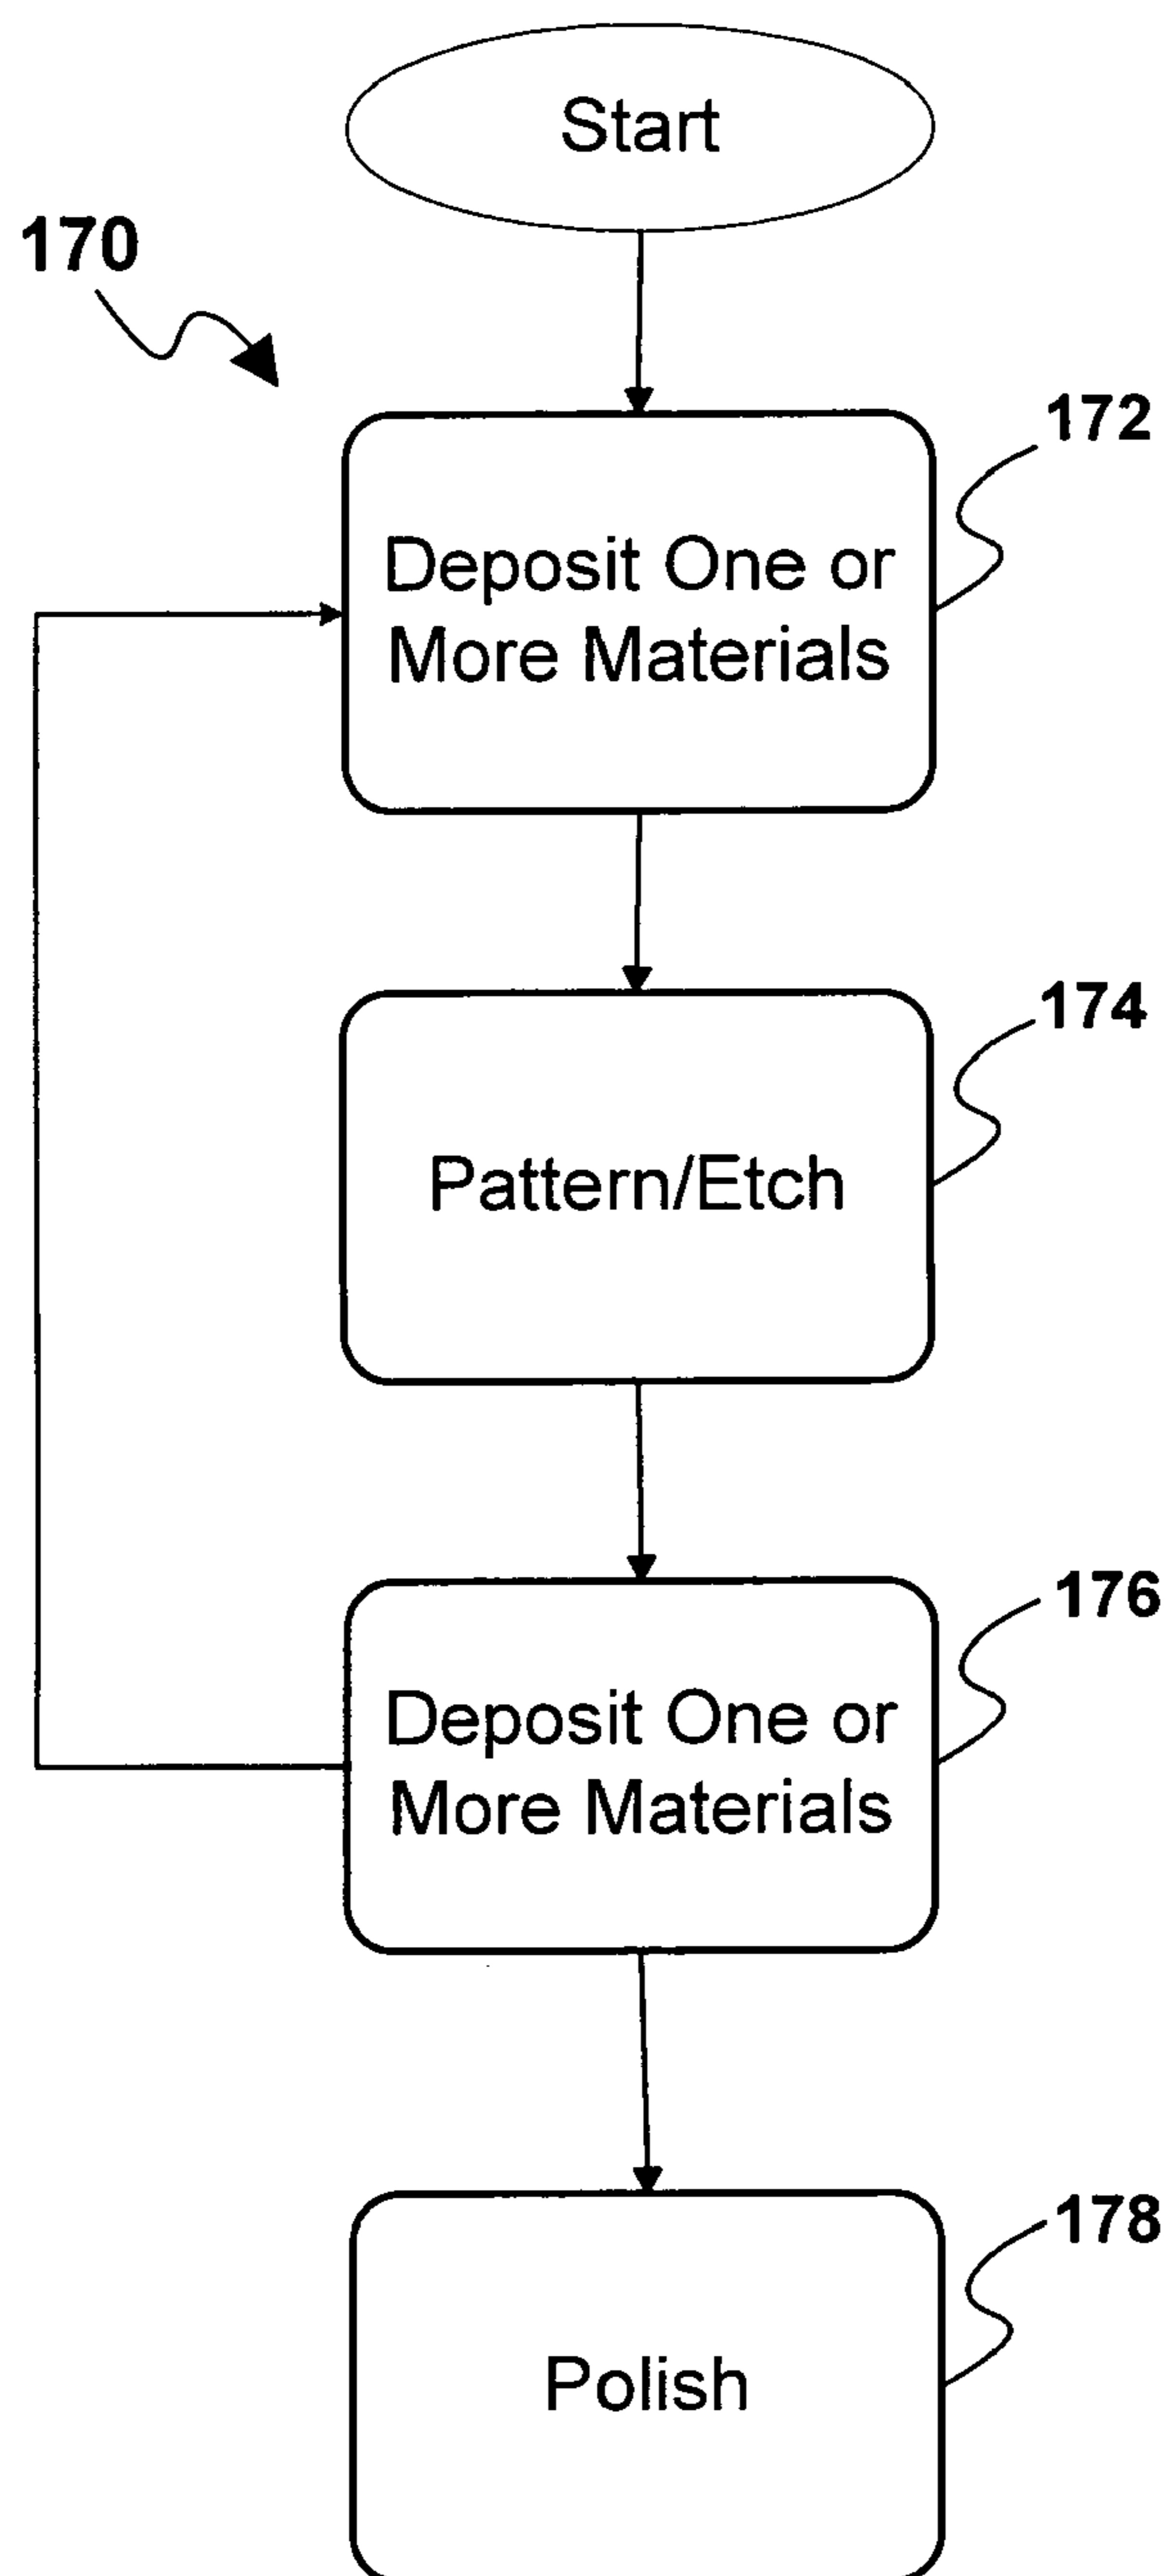 Start
170
172
Deposit One or
More Materials
174
Pattern/Etch
176
Deposit One or
More Materials
178
Polish